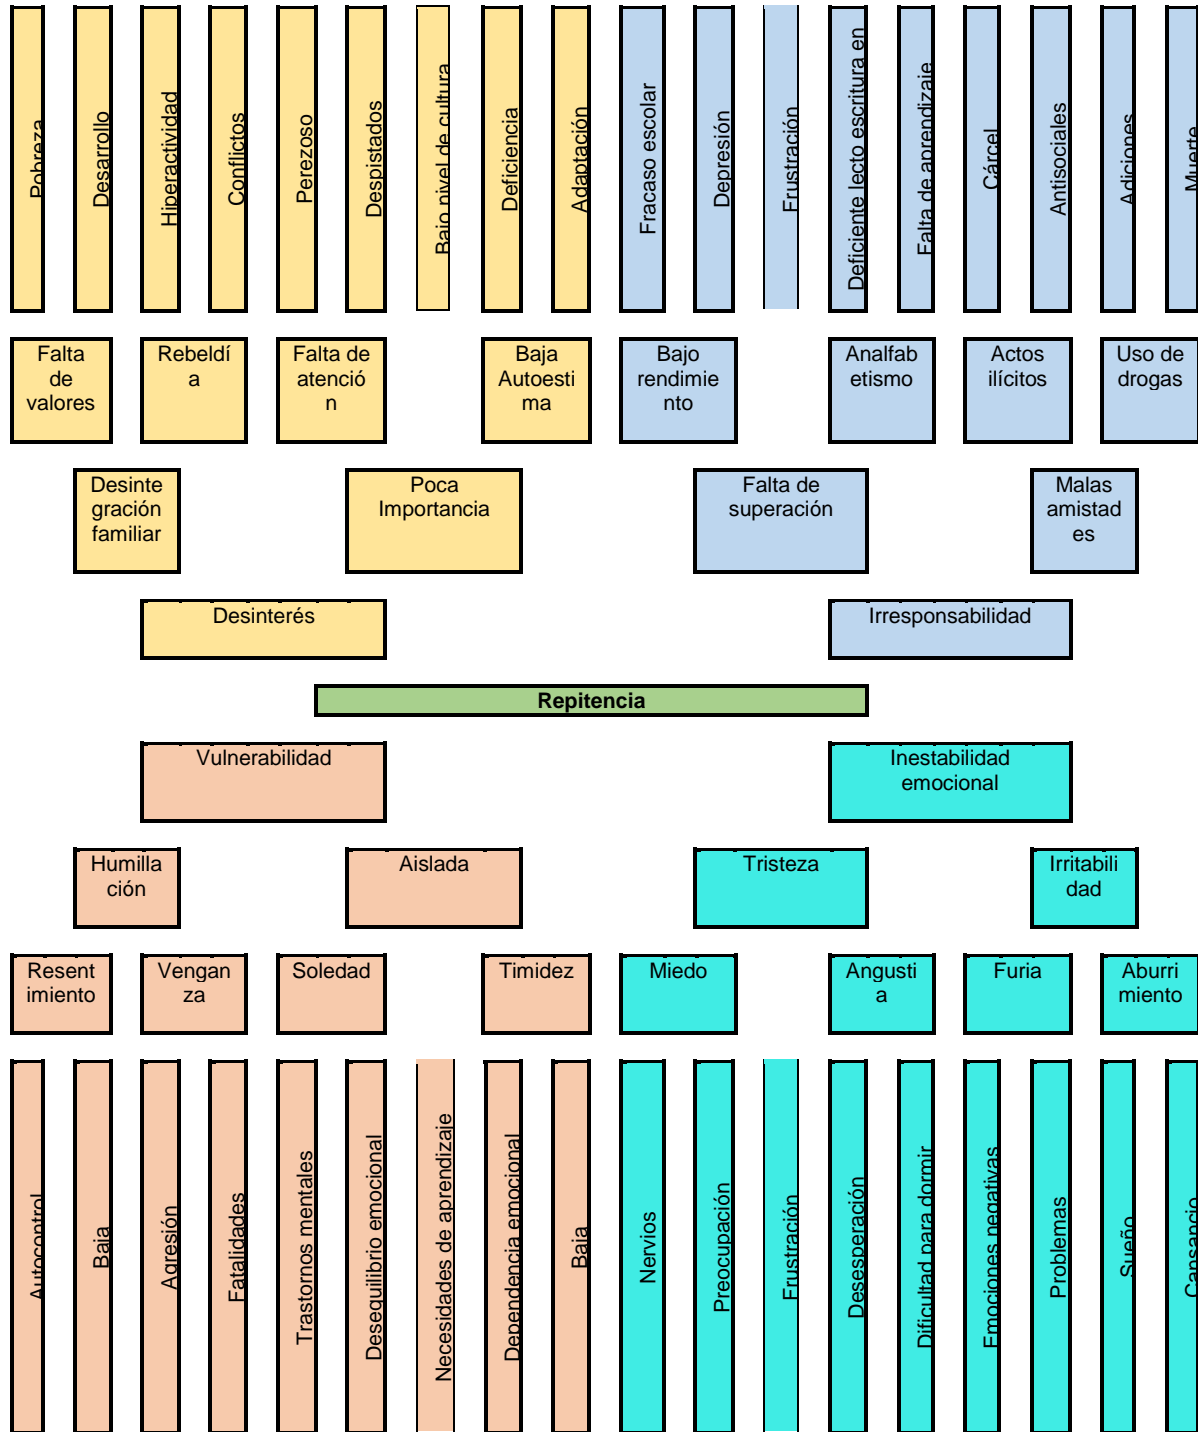 Pobreza
Desarrollo
Hiperactividad
Conflictos
Perezoso
Despistados
Bajo nivel de cultura
Deficiencia
Adaptación
Fracaso escolar
Depresión
Frustración
Deficiente lecto escritura en
Falta de aprendizaje
Cárcel
Antisociales
Adiciones
Muerte
Falta
de
valores
Rebeldí
a
Falta de
atenció
n
Baja
Autoesti
ma
Bajo
rendimie
nto
Analfab
etismo
Actos
ilícitos
Uso de
drogas
Desinte
gración
familiar
Poca
Importancia
Falta de
superación
Malas
amistad
es
Desinterés
Irresponsabilidad
Repitencia
Vulnerabilidad
Inestabilidad
emocional
Humilla
ción
Aislada
Tristeza
Irritabili
dad
Resent
imiento
Vengan
za
Soledad
Timidez
Miedo
Angusti
a
Furia
Aburri
miento
Autocontrol
Baja
Agresión
Fatalidades
Trastornos mentales
Desequilibrio emocional
Necesidades de aprendizaje
Dependencia emocional
Baja
Nervios
Preocupación
Frustración
Desesperación
Dificultad para dormir
Emociones negativas
Problemas
Sueño
Cansancio